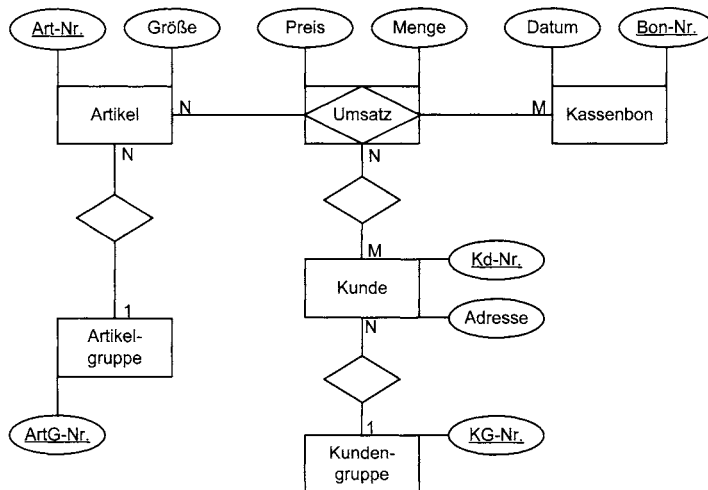 Art-Nr. Größe Preis Menge Datum Bon-Nr.
Artikel N Umsatz M Kassenbon
N N
M Kd-Nr.
Kunde
1 N Adresse
Artikel-
gruppe
ArtG-Nr. 1 KG-Nr.
Kunden-
gruppe